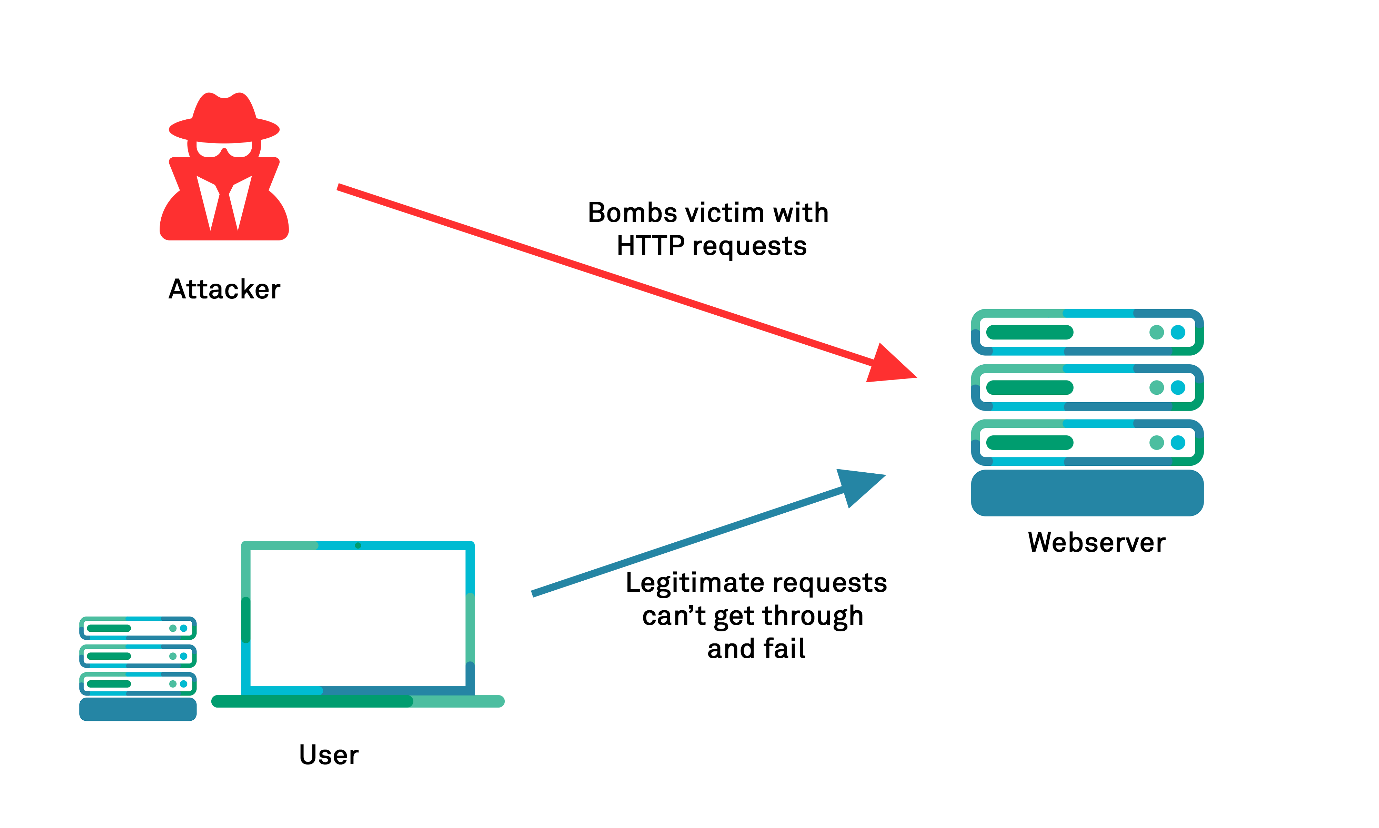 Bombs victim with
HTTP requests
Attacker
Webserver
Legitimate requests
can't get through
and fail
User